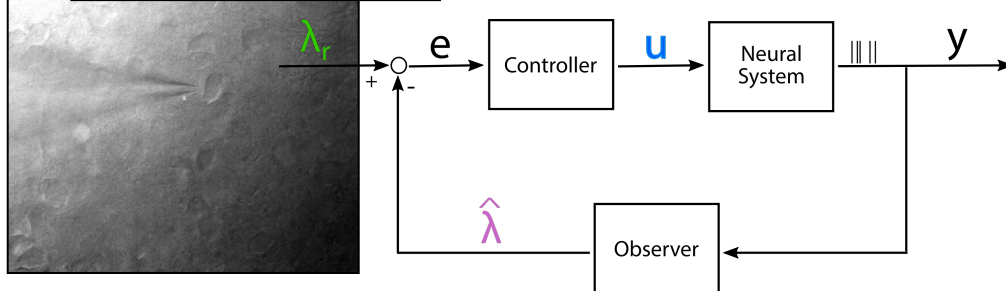 λr
e
u
y
+
-
Controller
Neural
System
λ̂
Observer